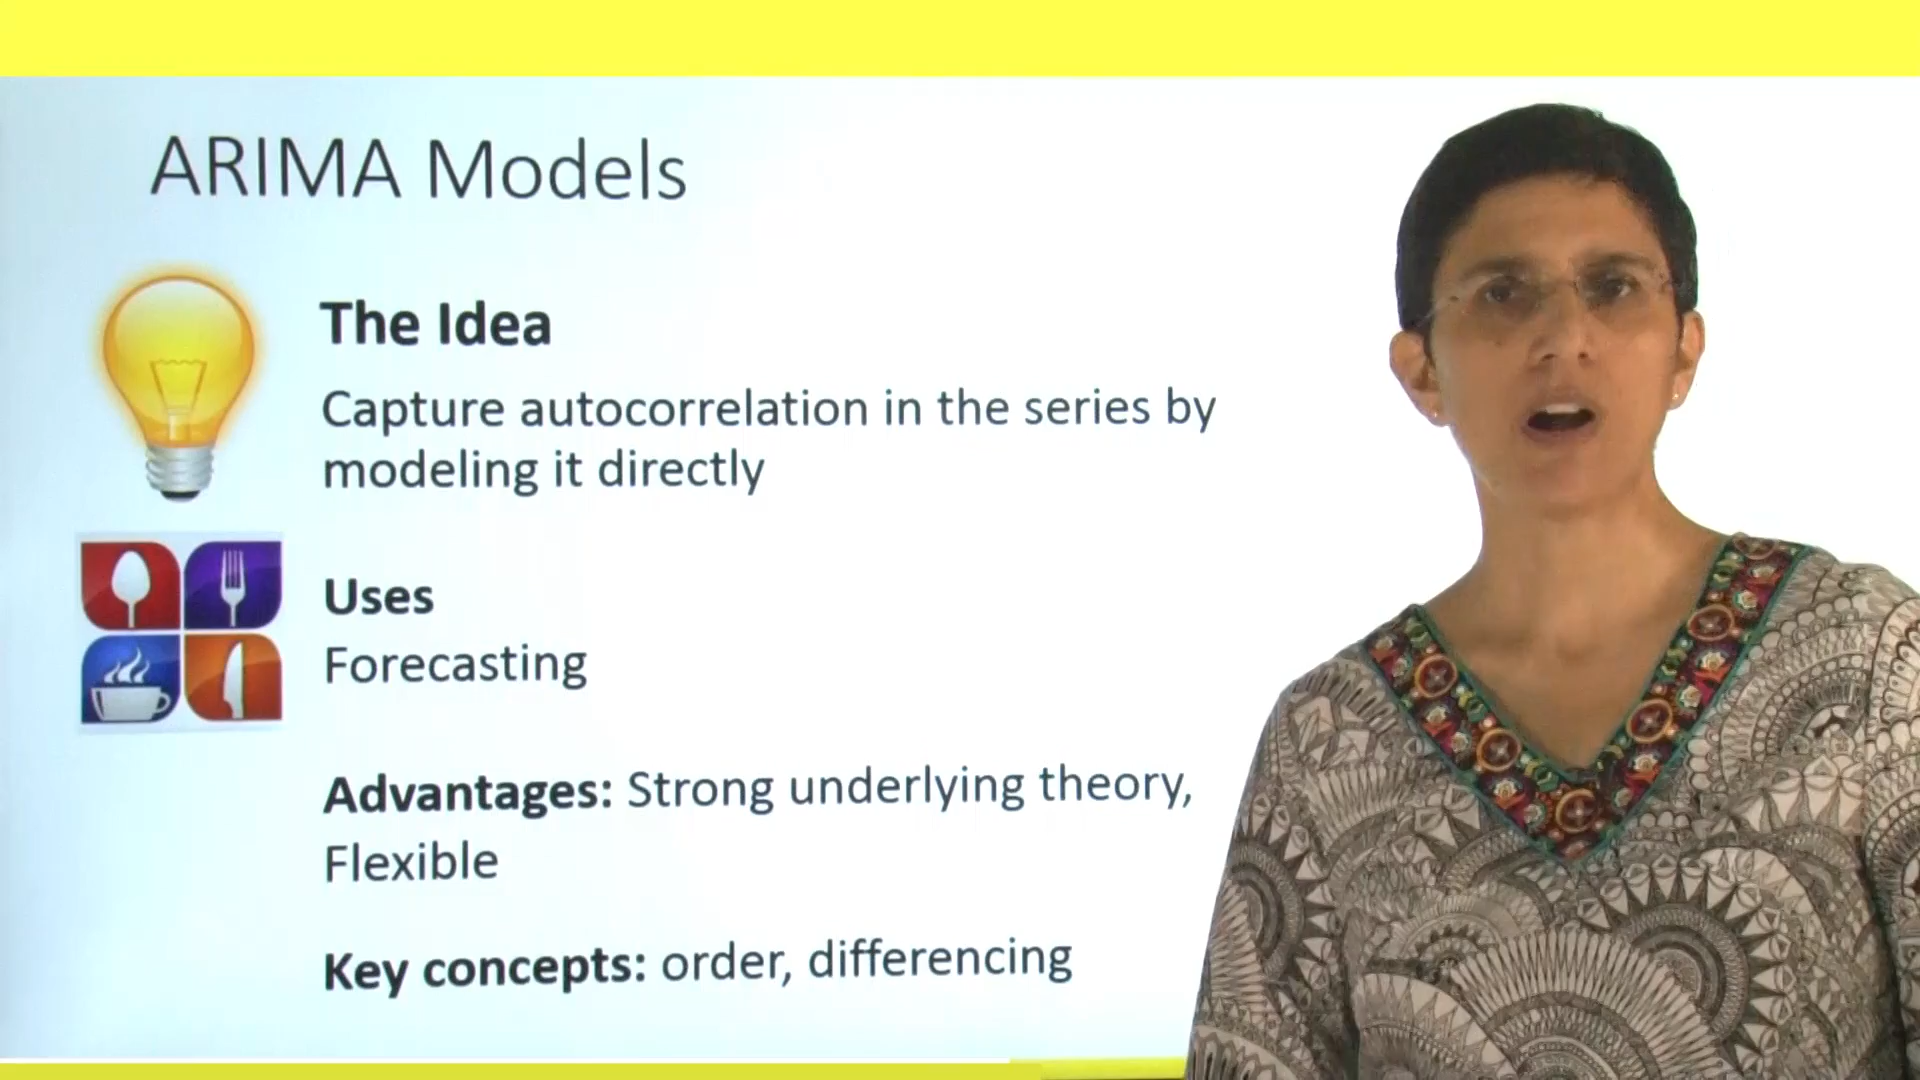 ARIMA Models
The Idea
Capture autocorrelation in the series by
modeling it directly
Uses
Forecasting
Advantages: Strong underlying theory,
Flexible
Key concepts: order, differencing